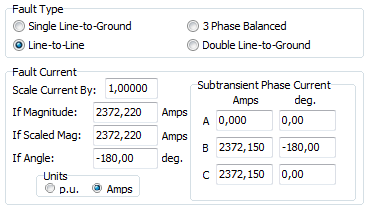 Fault Type
Single Line-to-Ground 3 Phase Balanced
Line-to-Line Double Line-to-Ground
Fault Current
Scale Current By: 1,00000
If Magnitude: 2372,220 Amps
If Scaled Mag: 2372,220 Amps
If Angle: -180,00 deg.
Units
p.u. Amps
Subtransient Phase Current
Amps deg.
A 0,000 0,00
B 2372,150 -180,00
C 2372,150 0,00